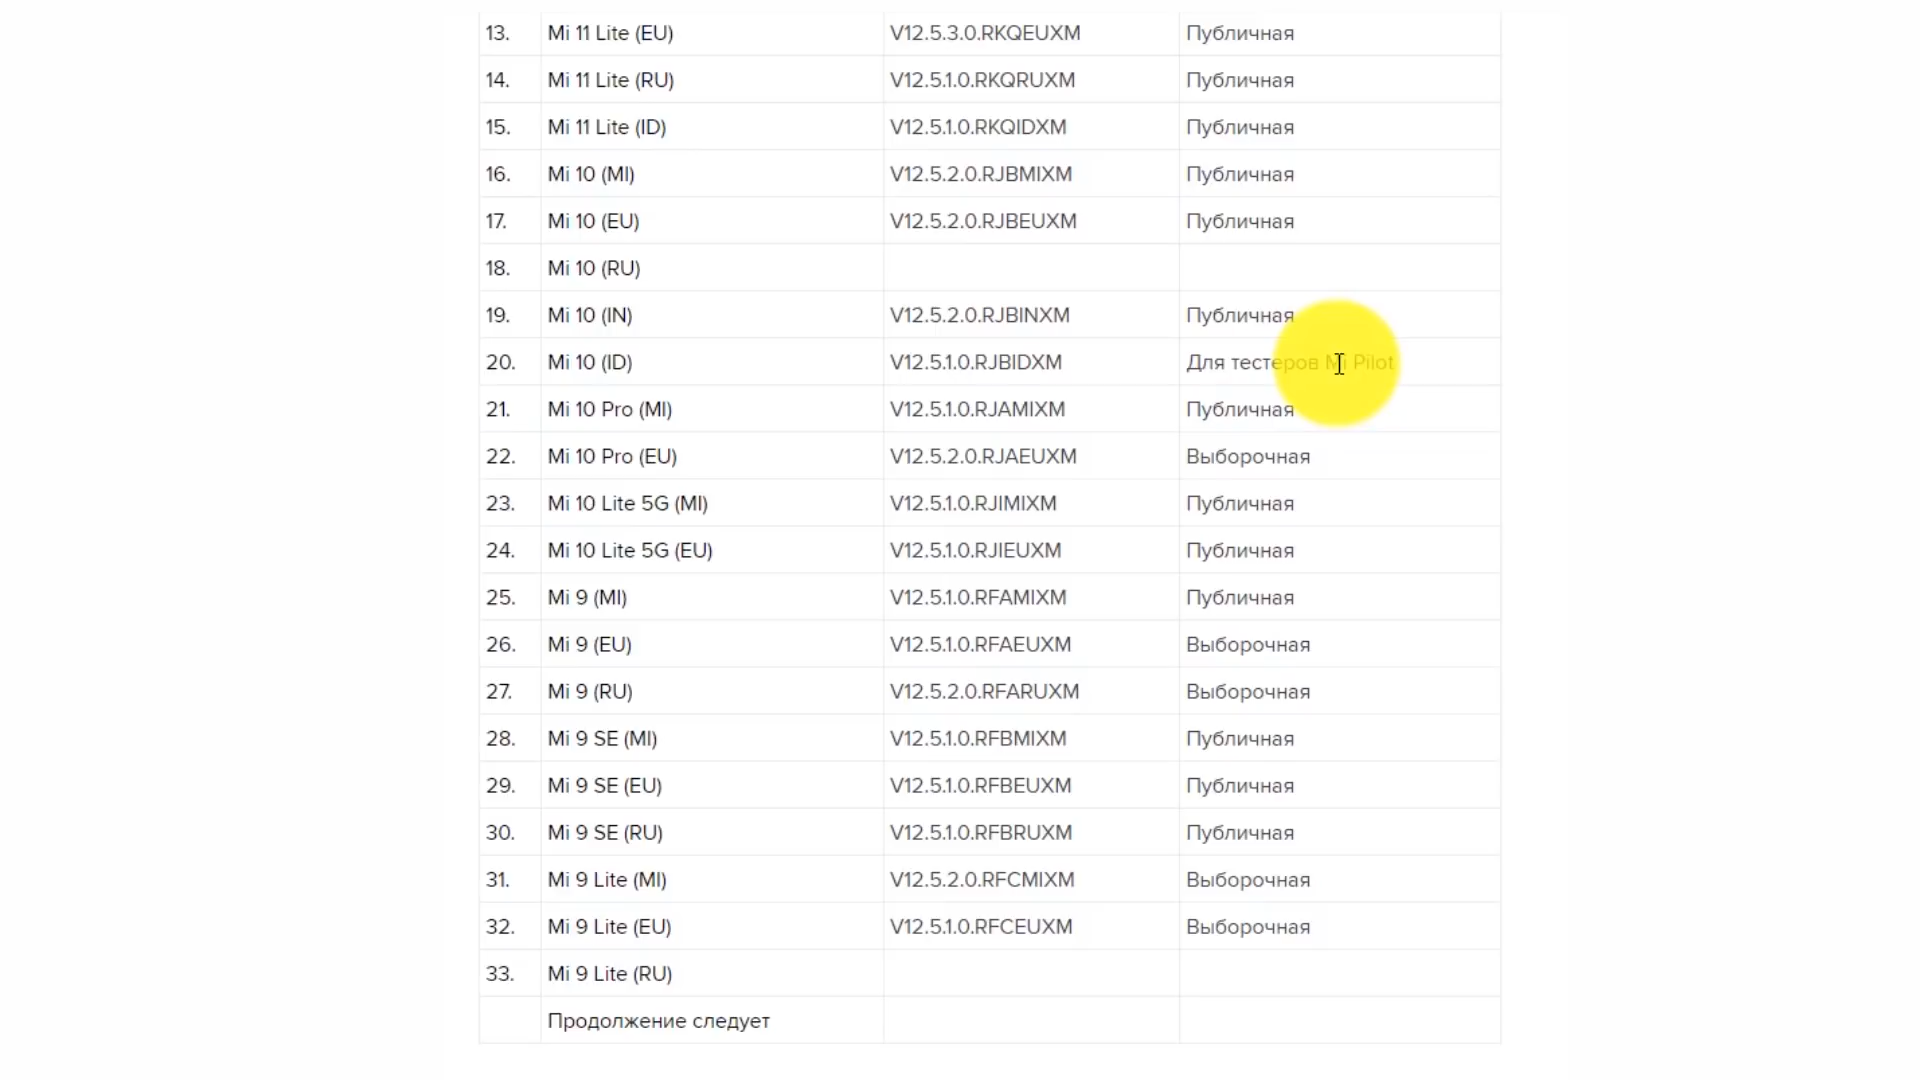 13. Mi 11 Lite (EU) V12.5.3.0.RKQEUXM Публичная
14. Mi 11 Lite (RU) V12.5.1.0.RKQRUXM Публичная
15. Mi 11 Lite (ID) V12.5.1.0.RKQIDXM Публичная
16. Mi 10 (MI) V12.5.2.0.RJBMIXM Публичная
17. Mi 10 (EU) V12.5.2.0.RJBEUXM Публичная
18. Mi 10 (RU)
19. Mi 10 (IN) V12.5.2.0.RJBINXM Публичная
20. Mi 10 (ID) V12.5.1.0.RJBIDXM Для тестеров Mi Pilot
21. Mi 10 Pro (MI) V12.5.1.0.RJAMIXM Публичная
22. Mi 10 Pro (EU) V12.5.2.0.RJAEUXM Выборочная
23. Mi 10 Lite 5G (MI) V12.5.1.0.RJIMIXM Публичная
24. Mi 10 Lite 5G (EU) V12.5.1.0.RJIEUXM Публичная
25. Mi 9 (MI) V12.5.1.0.RFAMIXM Публичная
26. Mi 9 (EU) V12.5.1.0.RFAEUXM Выборочная
27. Mi 9 (RU) V12.5.2.0.RFARUXM Выборочная
28. Mi 9 SE (MI) V12.5.1.0.RFBMIXM Публичная
29. Mi 9 SE (EU) V12.5.1.0.RFBEUXM Публичная
30. Mi 9 SE (RU) V12.5.1.0.RFBRUXM Публичная
31. Mi 9 Lite (MI) V12.5.2.0.RFCMIXM Выборочная
32. Mi 9 Lite (EU) V12.5.1.0.RFCEUXM Выборочная
33. Mi 9 Lite (RU)
Продолжение следует